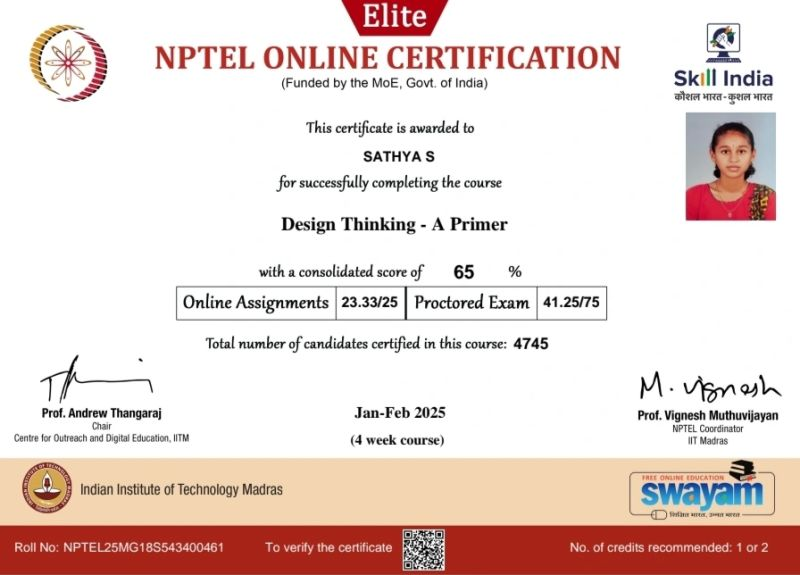 Elite
NPTEL ONLINE CERTIFICATION
(Funded by the MoE, Govt. of India)
Skill India
कौशल भारत - कुशल भारत
This certificate is awarded to
SATHYA S
for successfully completing the course
Design Thinking - A Primer
with a consolidated score of 65 %
Online Assignments 23.33/25 Proctored Exam 41.25/75
Total number of candidates certified in this course: 4745
Prof. Andrew Thangaraj
Chair
Centre for Outreach and Digital Education, IITM
Jan-Feb 2025
(4 week course)
M. Vignesh
Prof. Vignesh Muthuvijayan
NPTEL Coordinator
IIT Madras
Indian Institute of Technology Madras
FREE ONLINE EDUCATION
swayam
शिक्षित भारत, उन्नत भारत
Roll No: NPTEL25MG18S543400461
To verify the certificate
No. of credits recommended: 1 or 2